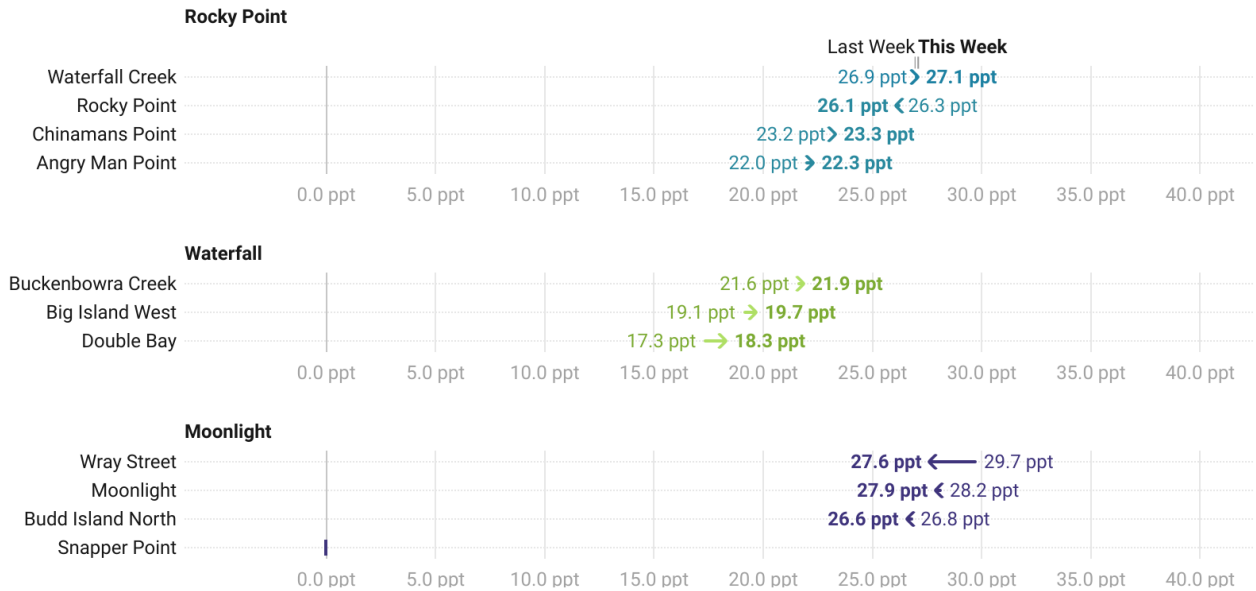 Rocky Point
Last Week This Week
Waterfall Creek 26.9 ppt 27.1 ppt
Rocky Point 26.1 ppt 26.3 ppt
Chinamans Point 23.2 ppt 23.3 ppt
Angry Man Point 22.0 ppt 22.3 ppt
0.0 ppt 5.0 ppt 10.0 ppt 15.0 ppt 20.0 ppt 25.0 ppt 30.0 ppt 35.0 ppt 40.0 ppt
Waterfall
Buckenbowra Creek 21.6 ppt 21.9 ppt
Big Island West 19.1 ppt 19.7 ppt
Double Bay 17.3 ppt 18.3 ppt
0.0 ppt 5.0 ppt 10.0 ppt 15.0 ppt 20.0 ppt 25.0 ppt 30.0 ppt 35.0 ppt 40.0 ppt
Moonlight
Wray Street 27.6 ppt 29.7 ppt
Moonlight 27.9 ppt 28.2 ppt
Budd Island North 26.6 ppt 26.8 ppt
Snapper Point
0.0 ppt 5.0 ppt 10.0 ppt 15.0 ppt 20.0 ppt 25.0 ppt 30.0 ppt 35.0 ppt 40.0 ppt